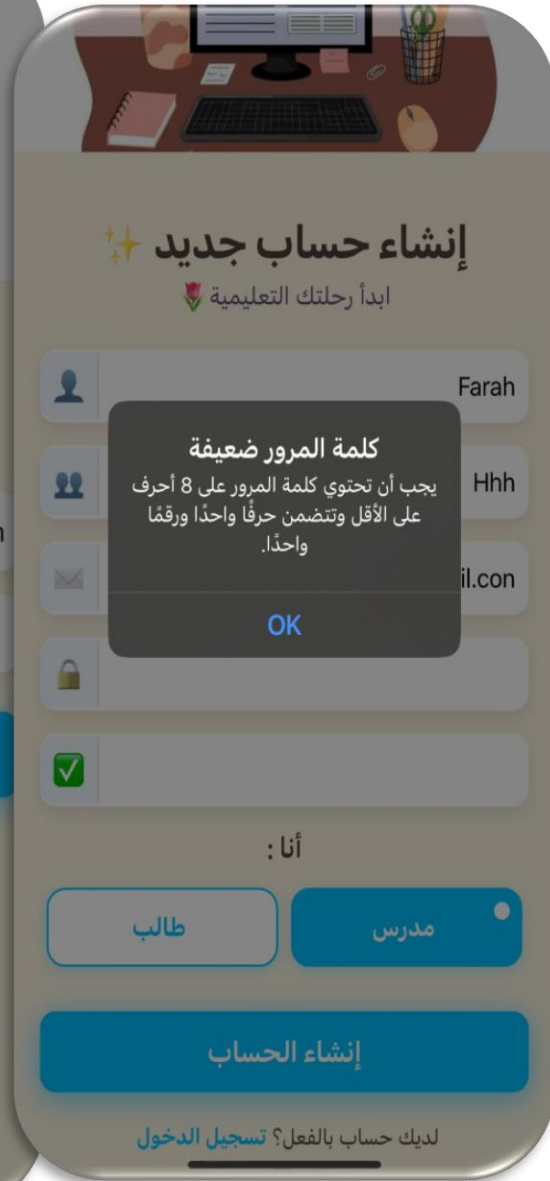 إنشاء حساب جديد ✨
ابدأ رحلتك التعليمية 🌷
Farah
Hhh
il.con
كلمة المرور ضعيفة
يجب أن تحتوي كلمة المرور على 8 أحرف
على الأقل وتتضمن حرفًا واحدًا ورقمًا
واحدًا.
OK
أنا :
مدرس
طالب
إنشاء الحساب
لديك حساب بالفعل؟ تسجيل الدخول